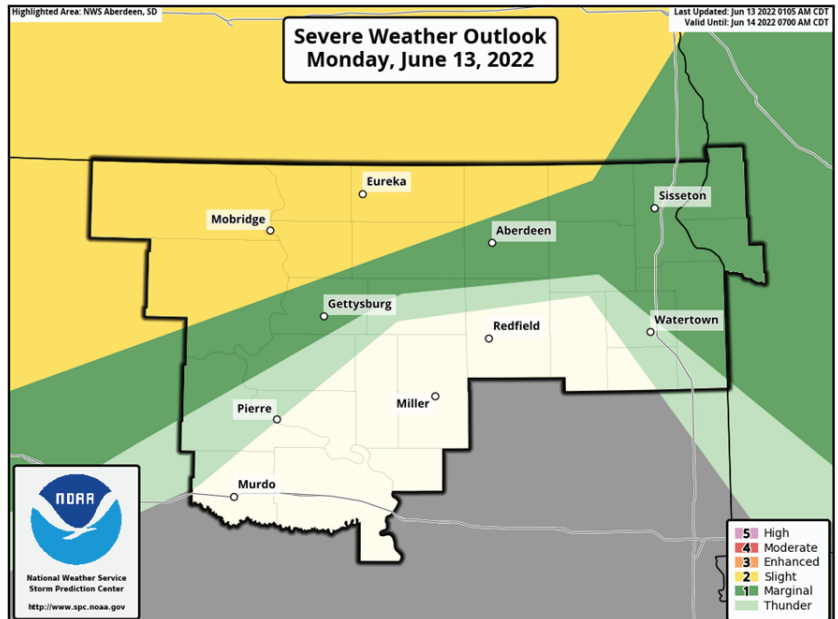 Highlighted Area: NWS Aberdeen, SD
Last Updated: Jun 13 2022 0105 AM CDT
Valid Until: Jun 14 2022 0700 AM CDT
Severe Weather Outlook
Monday, June 13, 2022
Eureka
Sisseton
Mobridge
Aberdeen
Gettysburg
Redfield
Watertown
Pierre
Miller
Murdo
NOAA
National Weather Service
Storm Prediction Center
http://www.spc.noaa.gov
5 High
4 Moderate
3 Enhanced
2 Slight
1 Marginal
Thunder